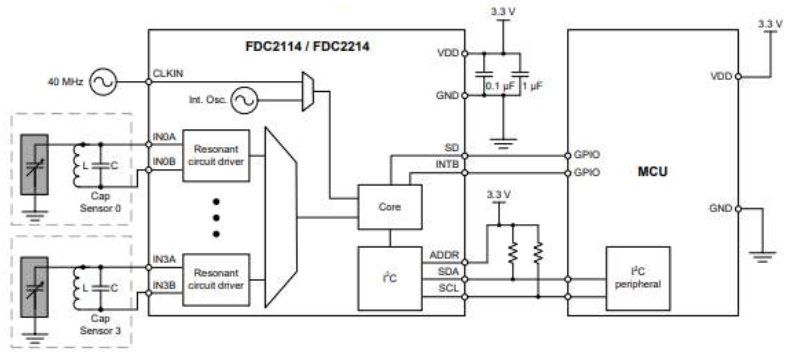 3.3 V
3.3 V
FDC2114 / FDC2214
VDD
0.1 µF
1 µF
GND
VDD
40 MHz
CLKIN
Int. Osc.
IN0A
IN0B
L
C
Cap
Sensor 0
Resonant
circuit driver
SD
INTB
GPIO
GPIO
MCU
Core
3.3 V
GND
ADDR
SDA
SCL
I²C
I²C
peripheral
IN3A
IN3B
L
C
Cap
Sensor 3
Resonant
circuit driver